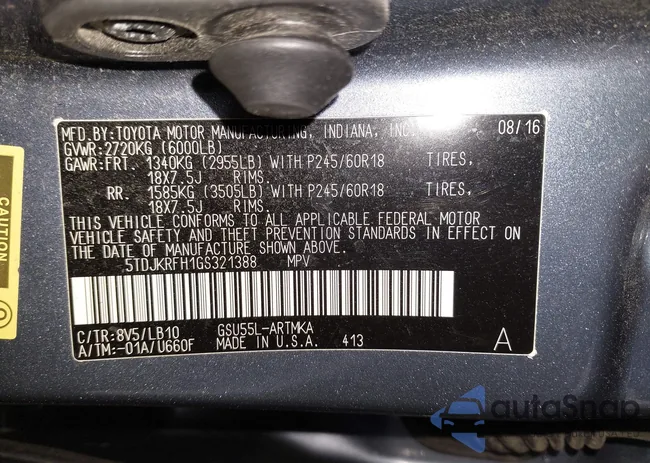 MFD.BY:TOYOTA MOTOR MANUFACTURING, INDIANA, INC. 08/16
GVWR:2720KG (6000LB)
GAWR:FRT. 1340KG (2955LB) WITH P245/60R18 TIRES,
18X7.5J RIMS.
RR. 1585KG (3505LB) WITH P245/60R18 TIRES,
18X7.5J RIMS.
THIS VEHICLE CONFORMS TO ALL APPLICABLE FEDERAL MOTOR
VEHICLE SAFETY AND THEFT PREVENTION STANDARDS IN EFFECT
ON THE DATE OF MANUFACTURE SHOWN ABOVE.
5TDJKRFH1GS321388 MPV
C/TR:8V5/LB10 GSU55L-ARTMKA
A/TM:-01A/U660F MADE IN U.S.A. 413 A
CAUTION
autoSnap